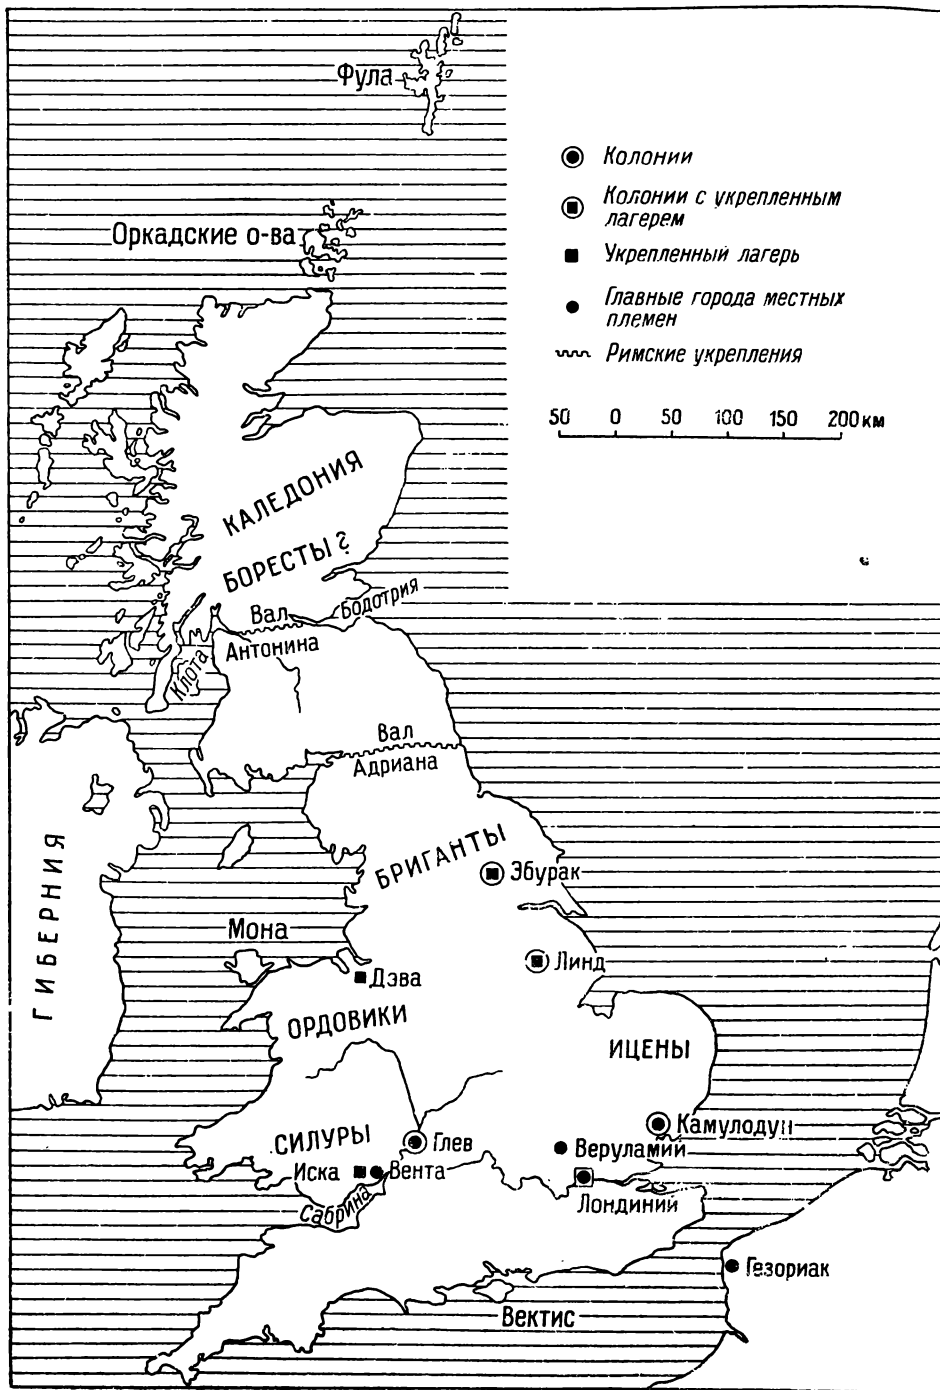 Фула
Колонии
Колонии с укрепленным
лагерем
Укрепленный лагерь
Главные города местных
племен
Римские укрепления
50 0 50 100 150 200 км
Оркадские о-ва
КАЛЕДОНИЯ
БОРЕСТЫ?
Бодотрия
Вал
Антонина
Клота
Вал
Адриана
БРИГАНТЫ
Эбурак
ГИБЕРНИЯ
Мона
Линд
Дэва
ОРДОВИКИ
ИЦЕНЫ
Камулодун
СИЛУРЫ
Глев
Веруламий
Иска
Вента
Лондиний
Сабрина
Гезориак
Вектис